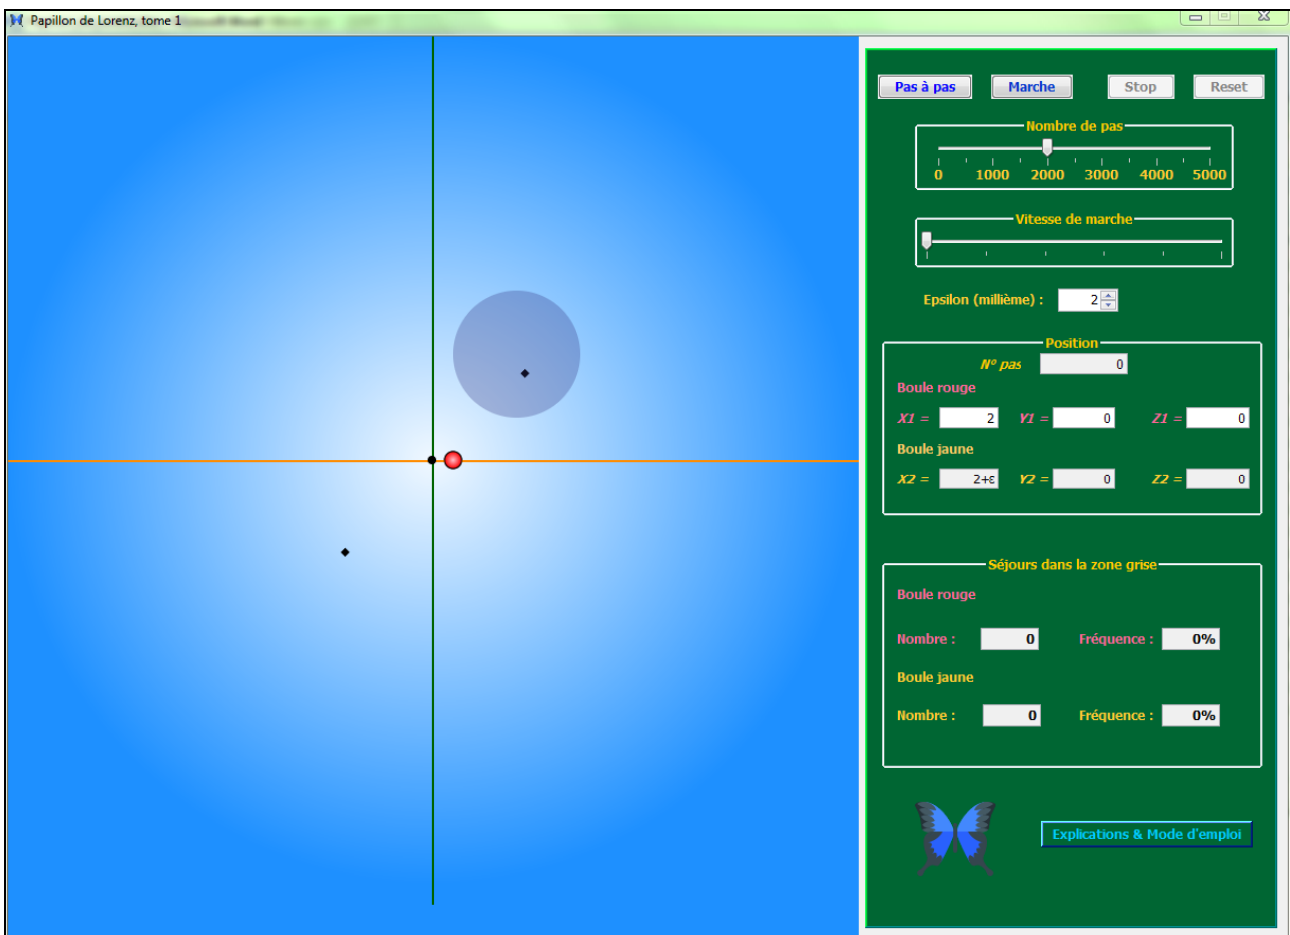 Papillon de Lorenz, tome 1
Pas à pas Marche Stop Reset
Nombre de pas
0 1000 2000 3000 4000 5000
Vitesse de marche
Epsilon (millième) : 2
Position
N° pas 0
Boule rouge
X1 = 2 Y1 = 0 Z1 = 0
Boule jaune
X2 = 2+ε Y2 = 0 Z2 = 0
Séjours dans la zone grise
Boule rouge
Nombre : 0 Fréquence : 0%
Boule jaune
Nombre : 0 Fréquence : 0%
Explications & Mode d'emploi